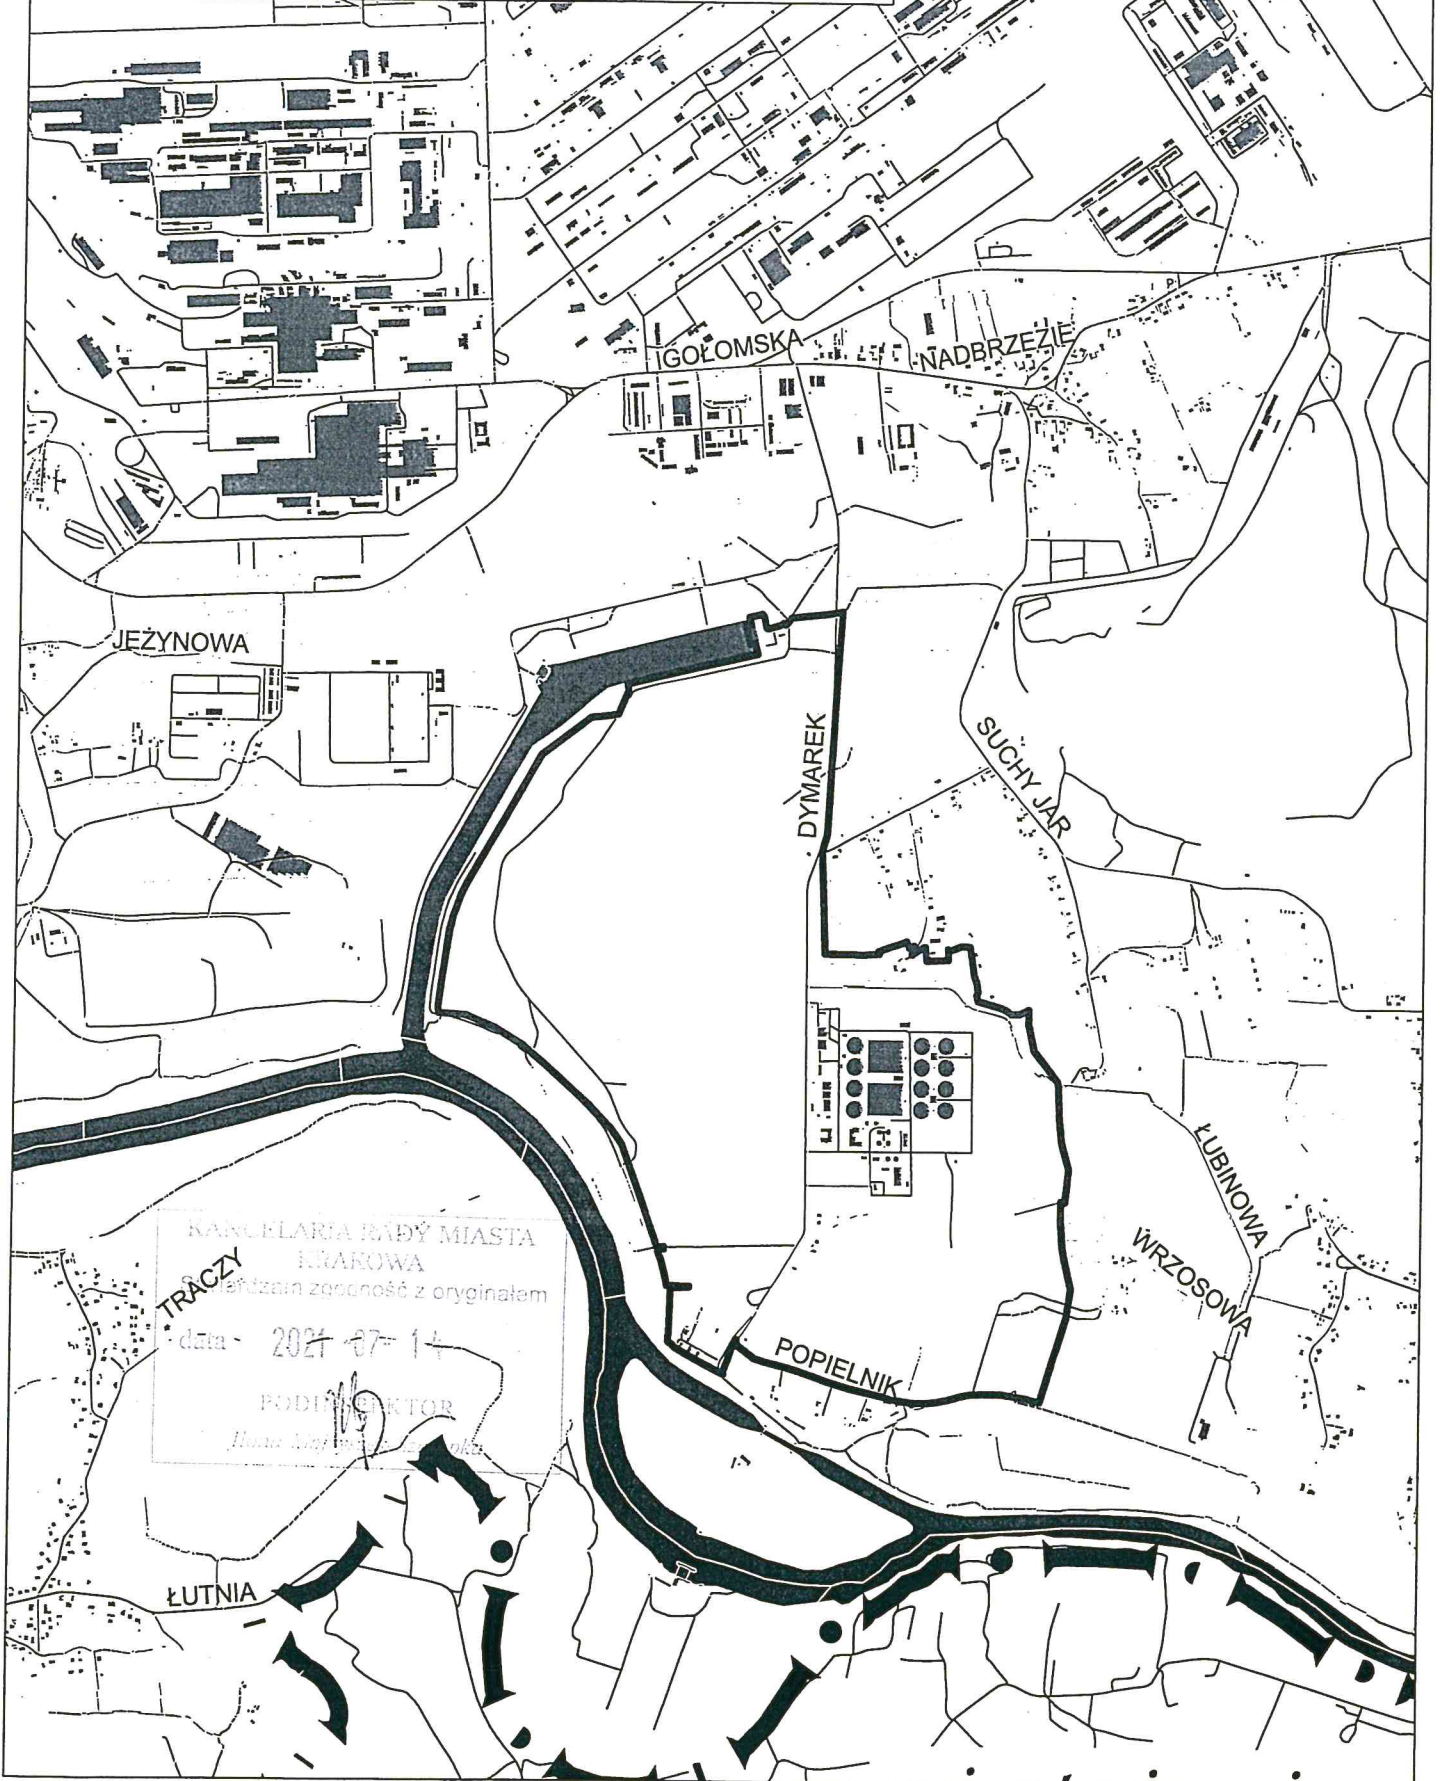 IGOŁOMSKA
NADBRZEZIE
JEŻYNOWA
DYMAREK
SUCHY JAR
ŁUBINOWA
WRZOSOWA
KANCELARIA RADY MIASTA
KRAKOWA
Stwierdzam zgodność z oryginałem
TRACZY
data - 2021 -07- 14
POPIELNIK
PODINSPEKTOR
ŁUTNIA